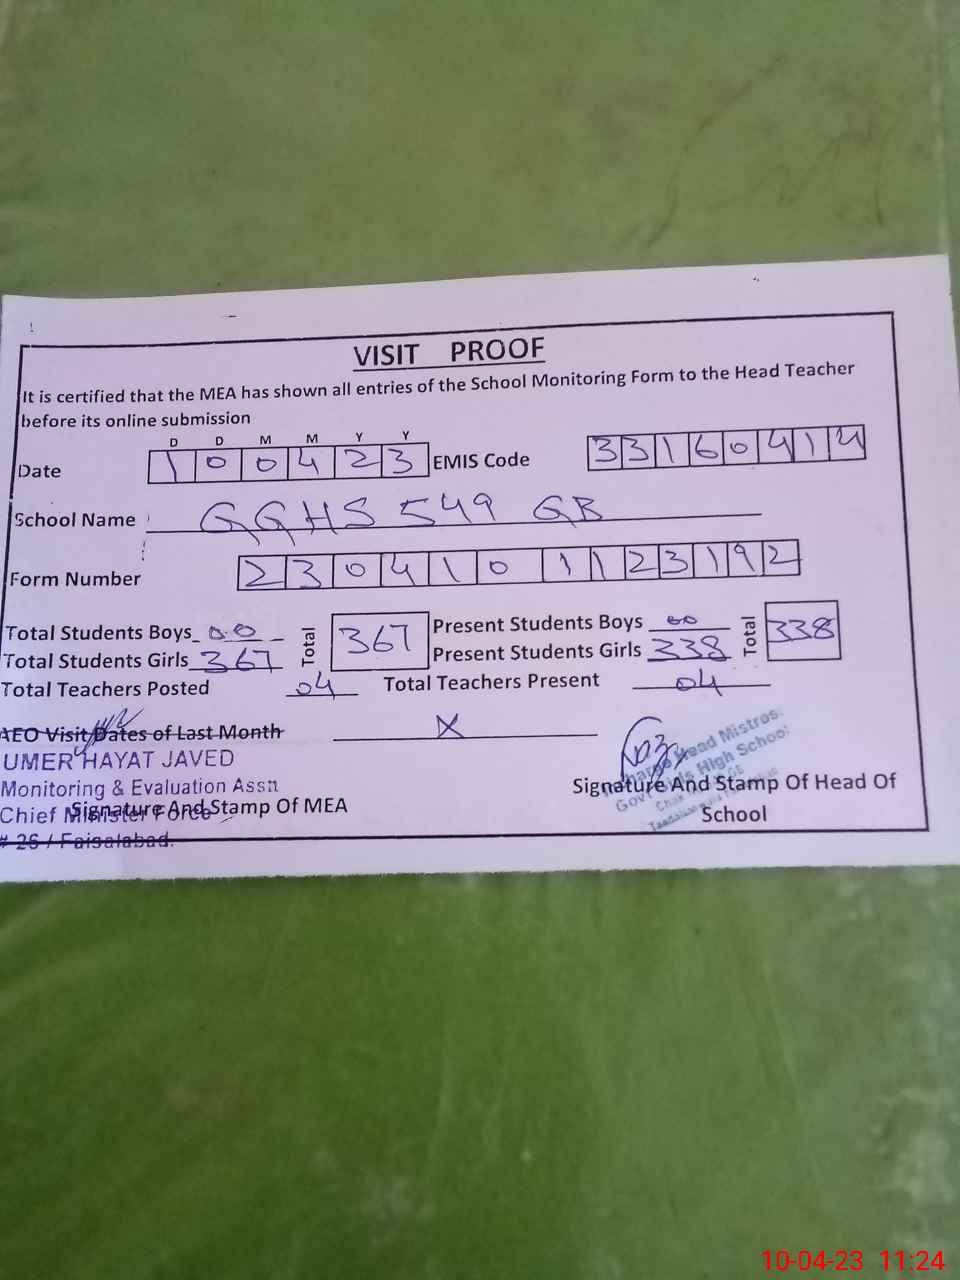 VISIT PROOF
It is certified that the MEA has shown all entries of the School Monitoring Form to the Head Teacher
before its online submission
D D M M Y Y
Date 1 0 0 4 2 3 EMIS Code 3 3 1 6 0 4 1 4
School Name GGHS 549 GB
Form Number 2 3 0 4 1 0 1 1 2 3 1 9 2
Total Students Boys 00 Total 367 Present Students Boys 00 Total 338
Total Students Girls 367 Present Students Girls 338
Total Teachers Posted 04 Total Teachers Present 04
AEO Visit Dates of Last Month X
UMER HAYAT JAVED
Monitoring & Evaluation Asstt
Chief Minister Force
# 26 / Faisalabad.
Signature And Stamp Of MEA
Head Mistress
Govt Girls High School
Chak
Signature And Stamp Of Head Of
School
10-04-23 11:24